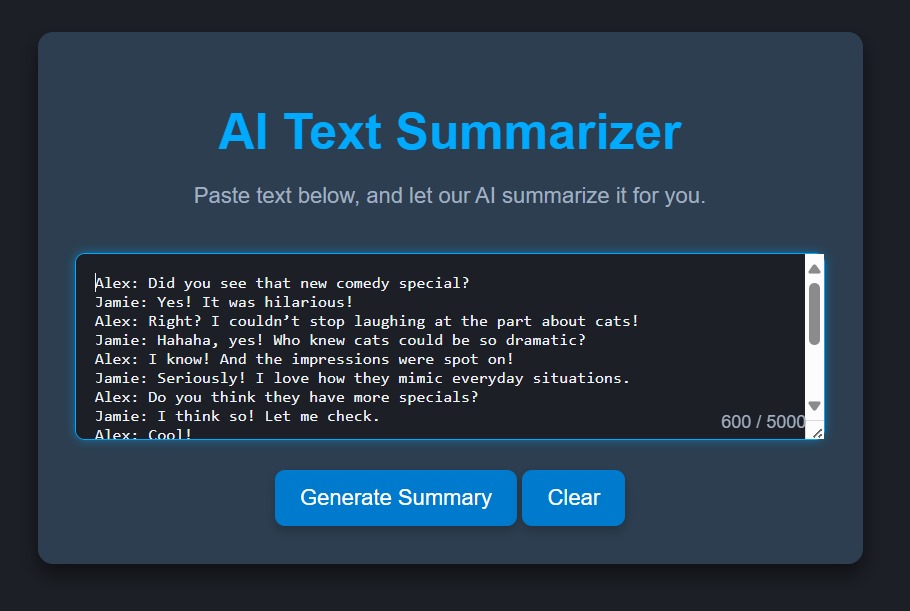 AI Text Summarizer
Paste text below, and let our AI summarize it for you.
Alex: Did you see that new comedy special?
Jamie: Yes! It was hilarious!
Alex: Right? I couldn’t stop laughing at the part about cats!
Jamie: Hahaha, yes! Who knew cats could be so dramatic?
Alex: I know! And the impressions were spot on!
Jamie: Seriously! I love how they mimic everyday situations.
Alex: Do you think they have more specials?
Jamie: I think so! Let me check.
Alex: Cool!
600 / 5000
Generate Summary
Clear